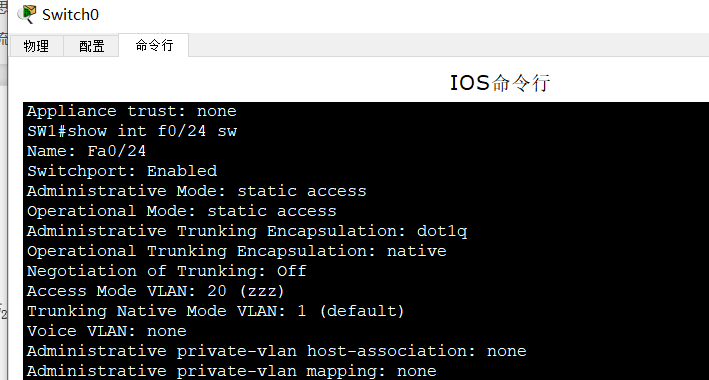 Switch0
物理 配置 命令行
IOS命令行
Appliance trust: none
SW1#show int f0/24 sw
Name: Fa0/24
Switchport: Enabled
Administrative Mode: static access
Operational Mode: static access
Administrative Trunking Encapsulation: dot1q
Operational Trunking Encapsulation: native
Negotiation of Trunking: Off
Access Mode VLAN: 20 (zzz)
Trunking Native Mode VLAN: 1 (default)
Voice VLAN: none
Administrative private-vlan host-association: none
Administrative private-vlan mapping: none